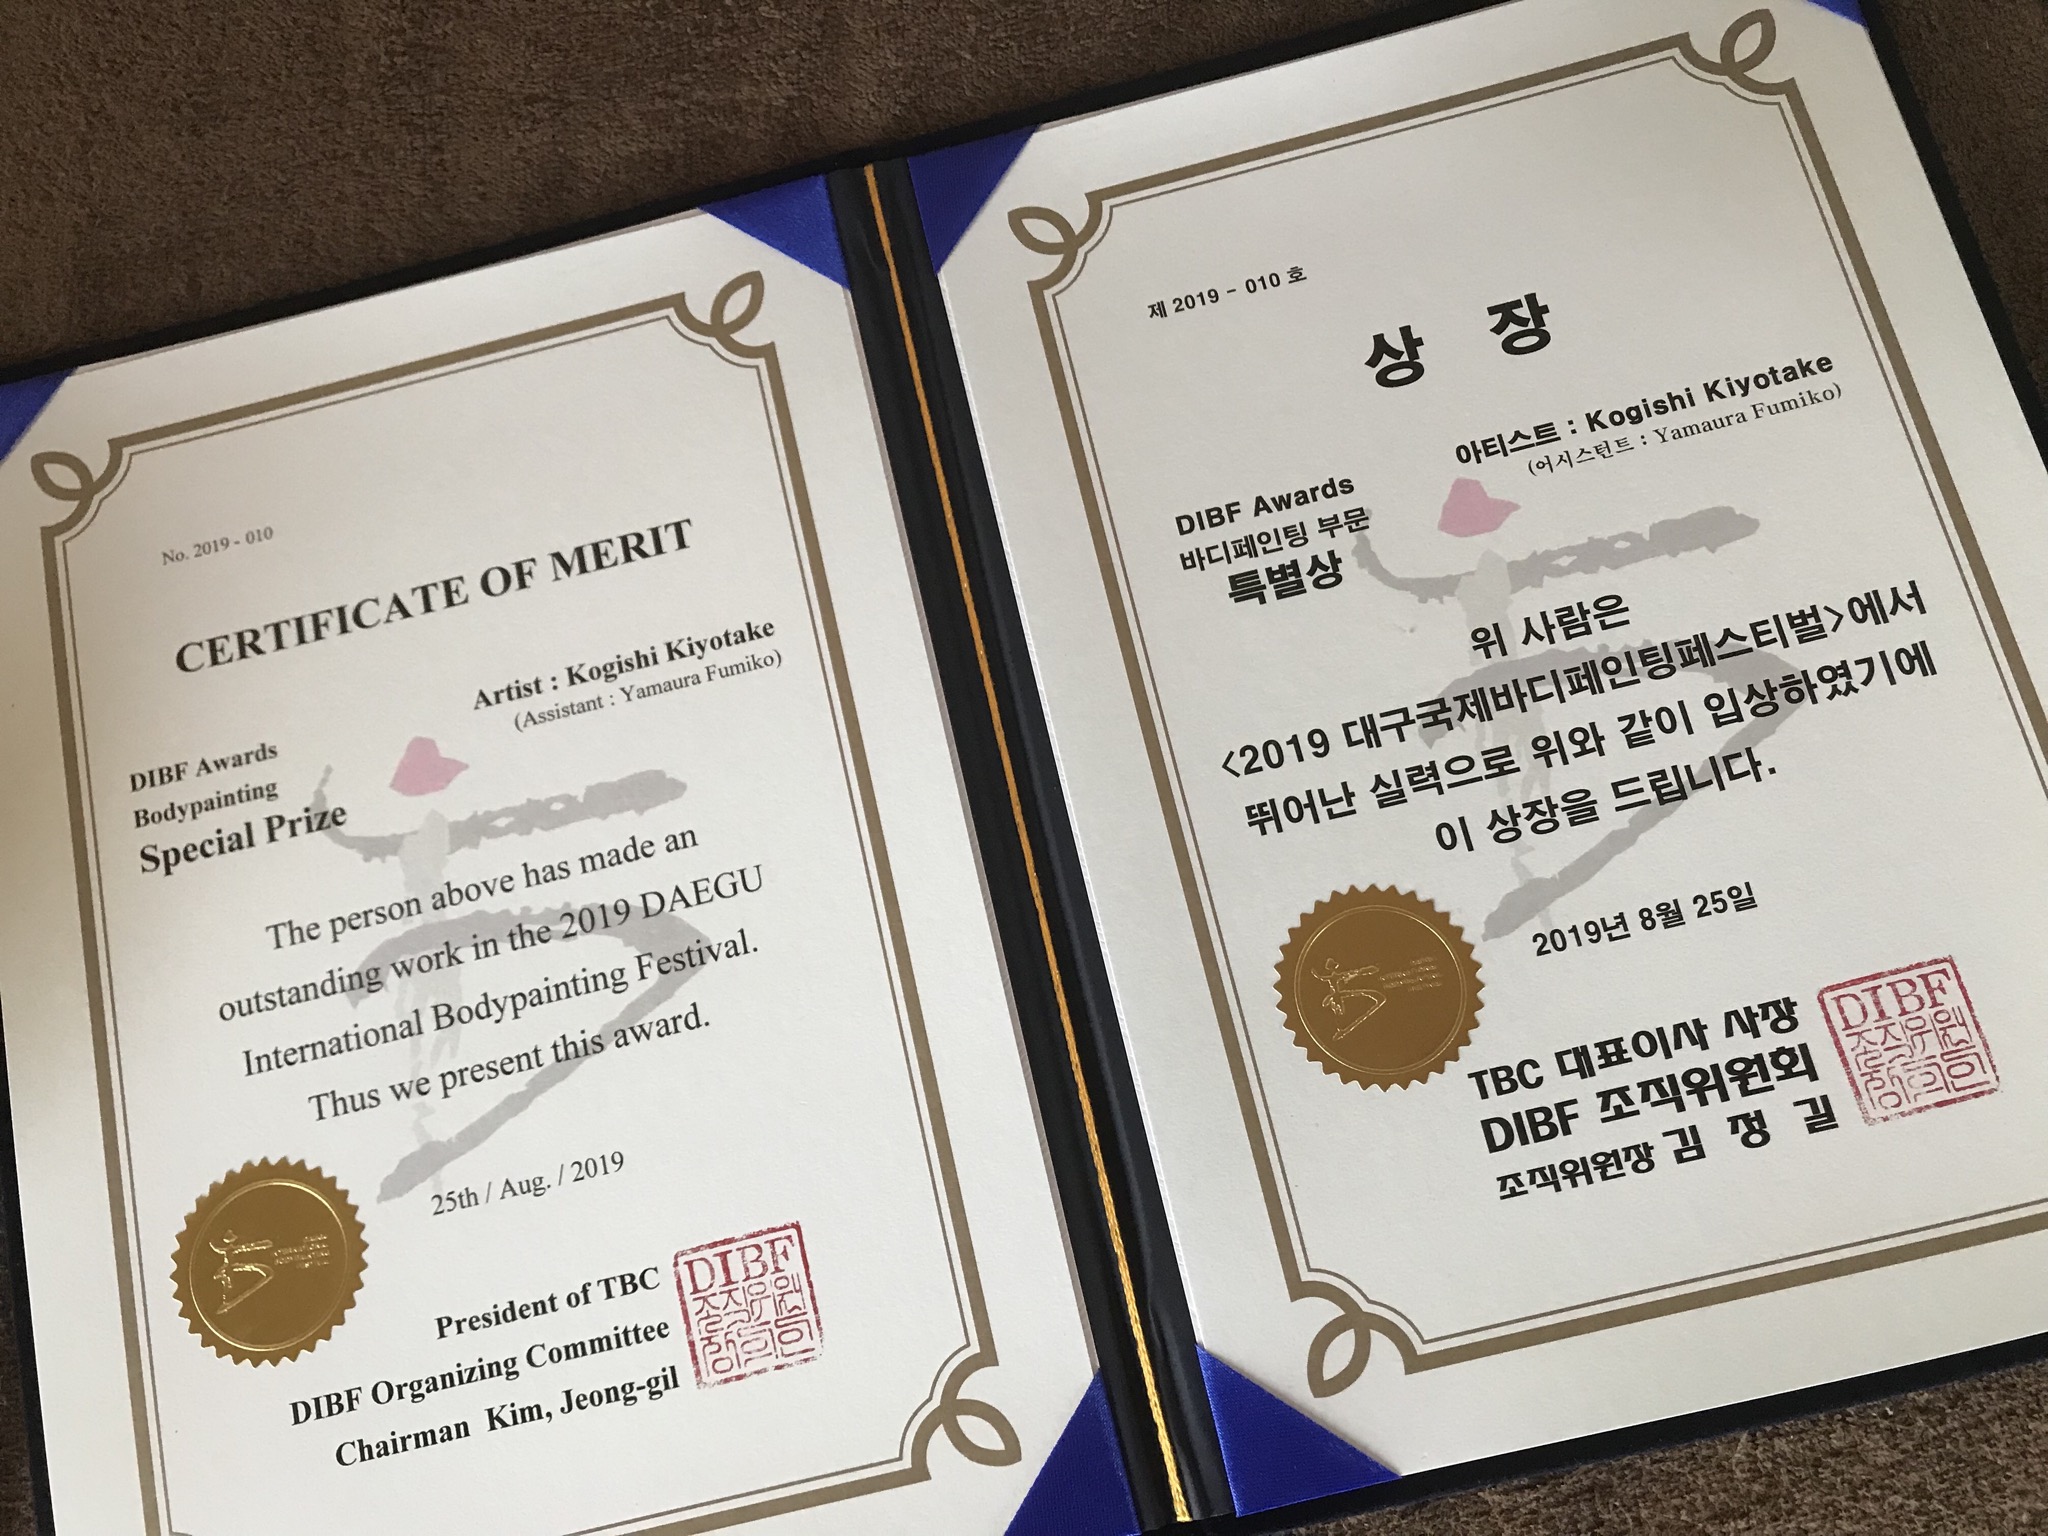 No. 2019 - 010
CERTIFICATE OF MERIT
Artist : Kogishi Kiyotake
(Assistant : Yamaura Fumiko)
DIBF Awards
Bodypainting
Special Prize
The person above has made an
outstanding work in the 2019 DAEGU
International Bodypainting Festival.
Thus we present this award.
25th / Aug. / 2019
President of TBC
DIBF Organizing Committee
Chairman Kim, Jeong-gil
DIBF
제 2019 - 010 호
상 장
아티스트 : Kogishi Kiyotake
(어시스턴트 : Yamaura Fumiko)
DIBF Awards
바디페인팅 부문
특별상
위 사람은
<2019 대구국제바디페인팅페스티벌>에서
뛰어난 실력으로 위와 같이 입상하였기에
이 상장을 드립니다.
2019년 8월 25일
TBC 대표이사 사장
DIBF 조직위원회
조직위원장 김 정 길
DIBF